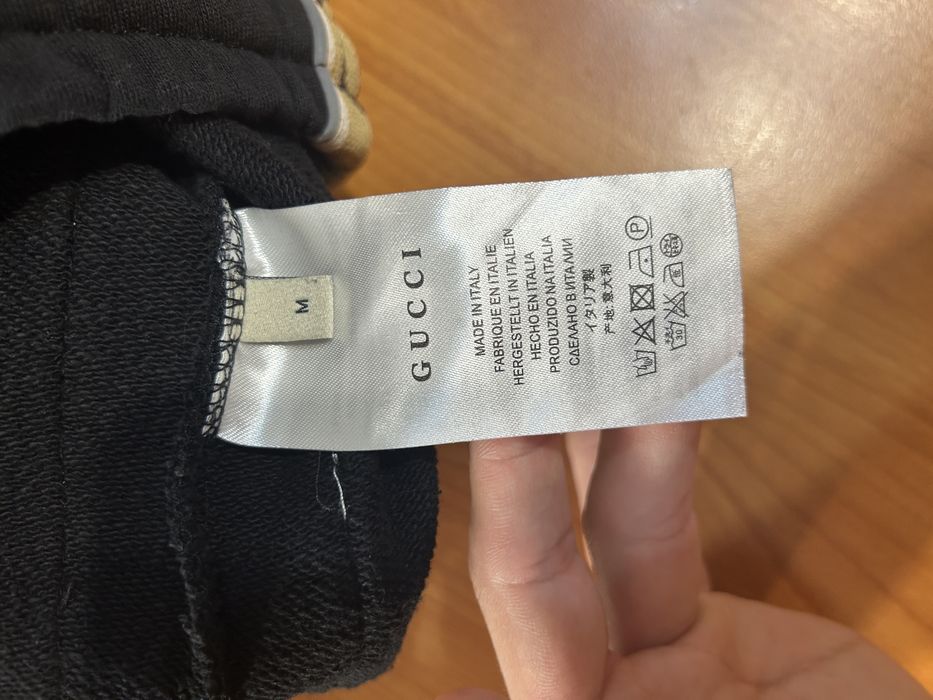 M
GUCCI
MADE IN ITALY
FABRIQUE EN ITALIE
HERGESTELLT IN ITALIEN
HECHO EN ITALIA
PRODUZIDO NA ITALIA
СДЕЛАНО В ИТАЛИИ
イタリア製
产地:意大利
P
30